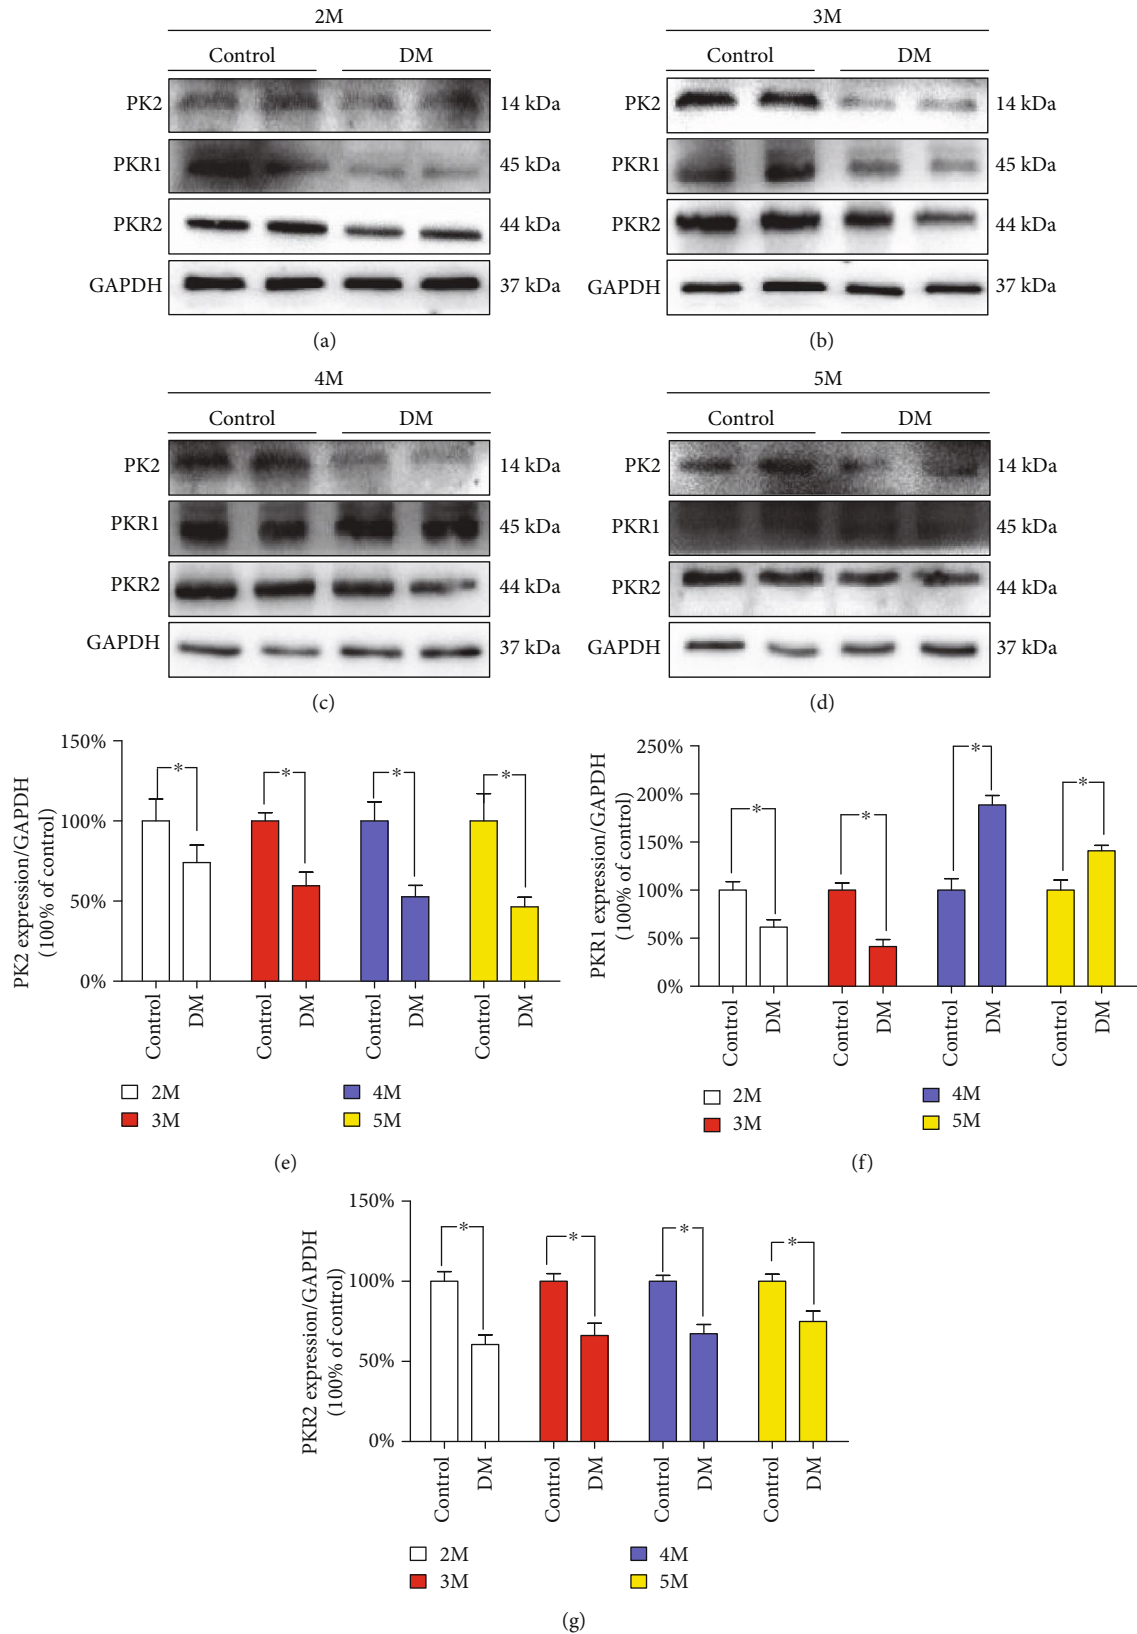 2M
Control DM
PK2 14 kDa
PKR1 45 kDa
PKR2 44 kDa
GAPDH 37 kDa
(a)
3M
Control DM
PK2 14 kDa
PKR1 45 kDa
PKR2 44 kDa
GAPDH 37 kDa
(b)
4M
Control DM
PK2 14 kDa
PKR1 45 kDa
PKR2 44 kDa
GAPDH 37 kDa
(c)
5M
Control DM
PK2 14 kDa
PKR1 45 kDa
PKR2 44 kDa
GAPDH 37 kDa
(d)
PK2 expression/GAPDH
(100% of control)
150%
100%
50%
0%
* * * *
Control DM Control DM Control DM Control DM
2M 4M
3M 5M
(e)
PKR1 expression/GAPDH
(100% of control)
250%
200%
150%
100%
50%
0%
* * * *
Control DM Control DM Control DM Control DM
2M 4M
3M 5M
(f)
PKR2 expression/GAPDH
(100% of control)
150%
100%
50%
0%
* * * *
Control DM Control DM Control DM Control DM
2M 4M
3M 5M
(g)